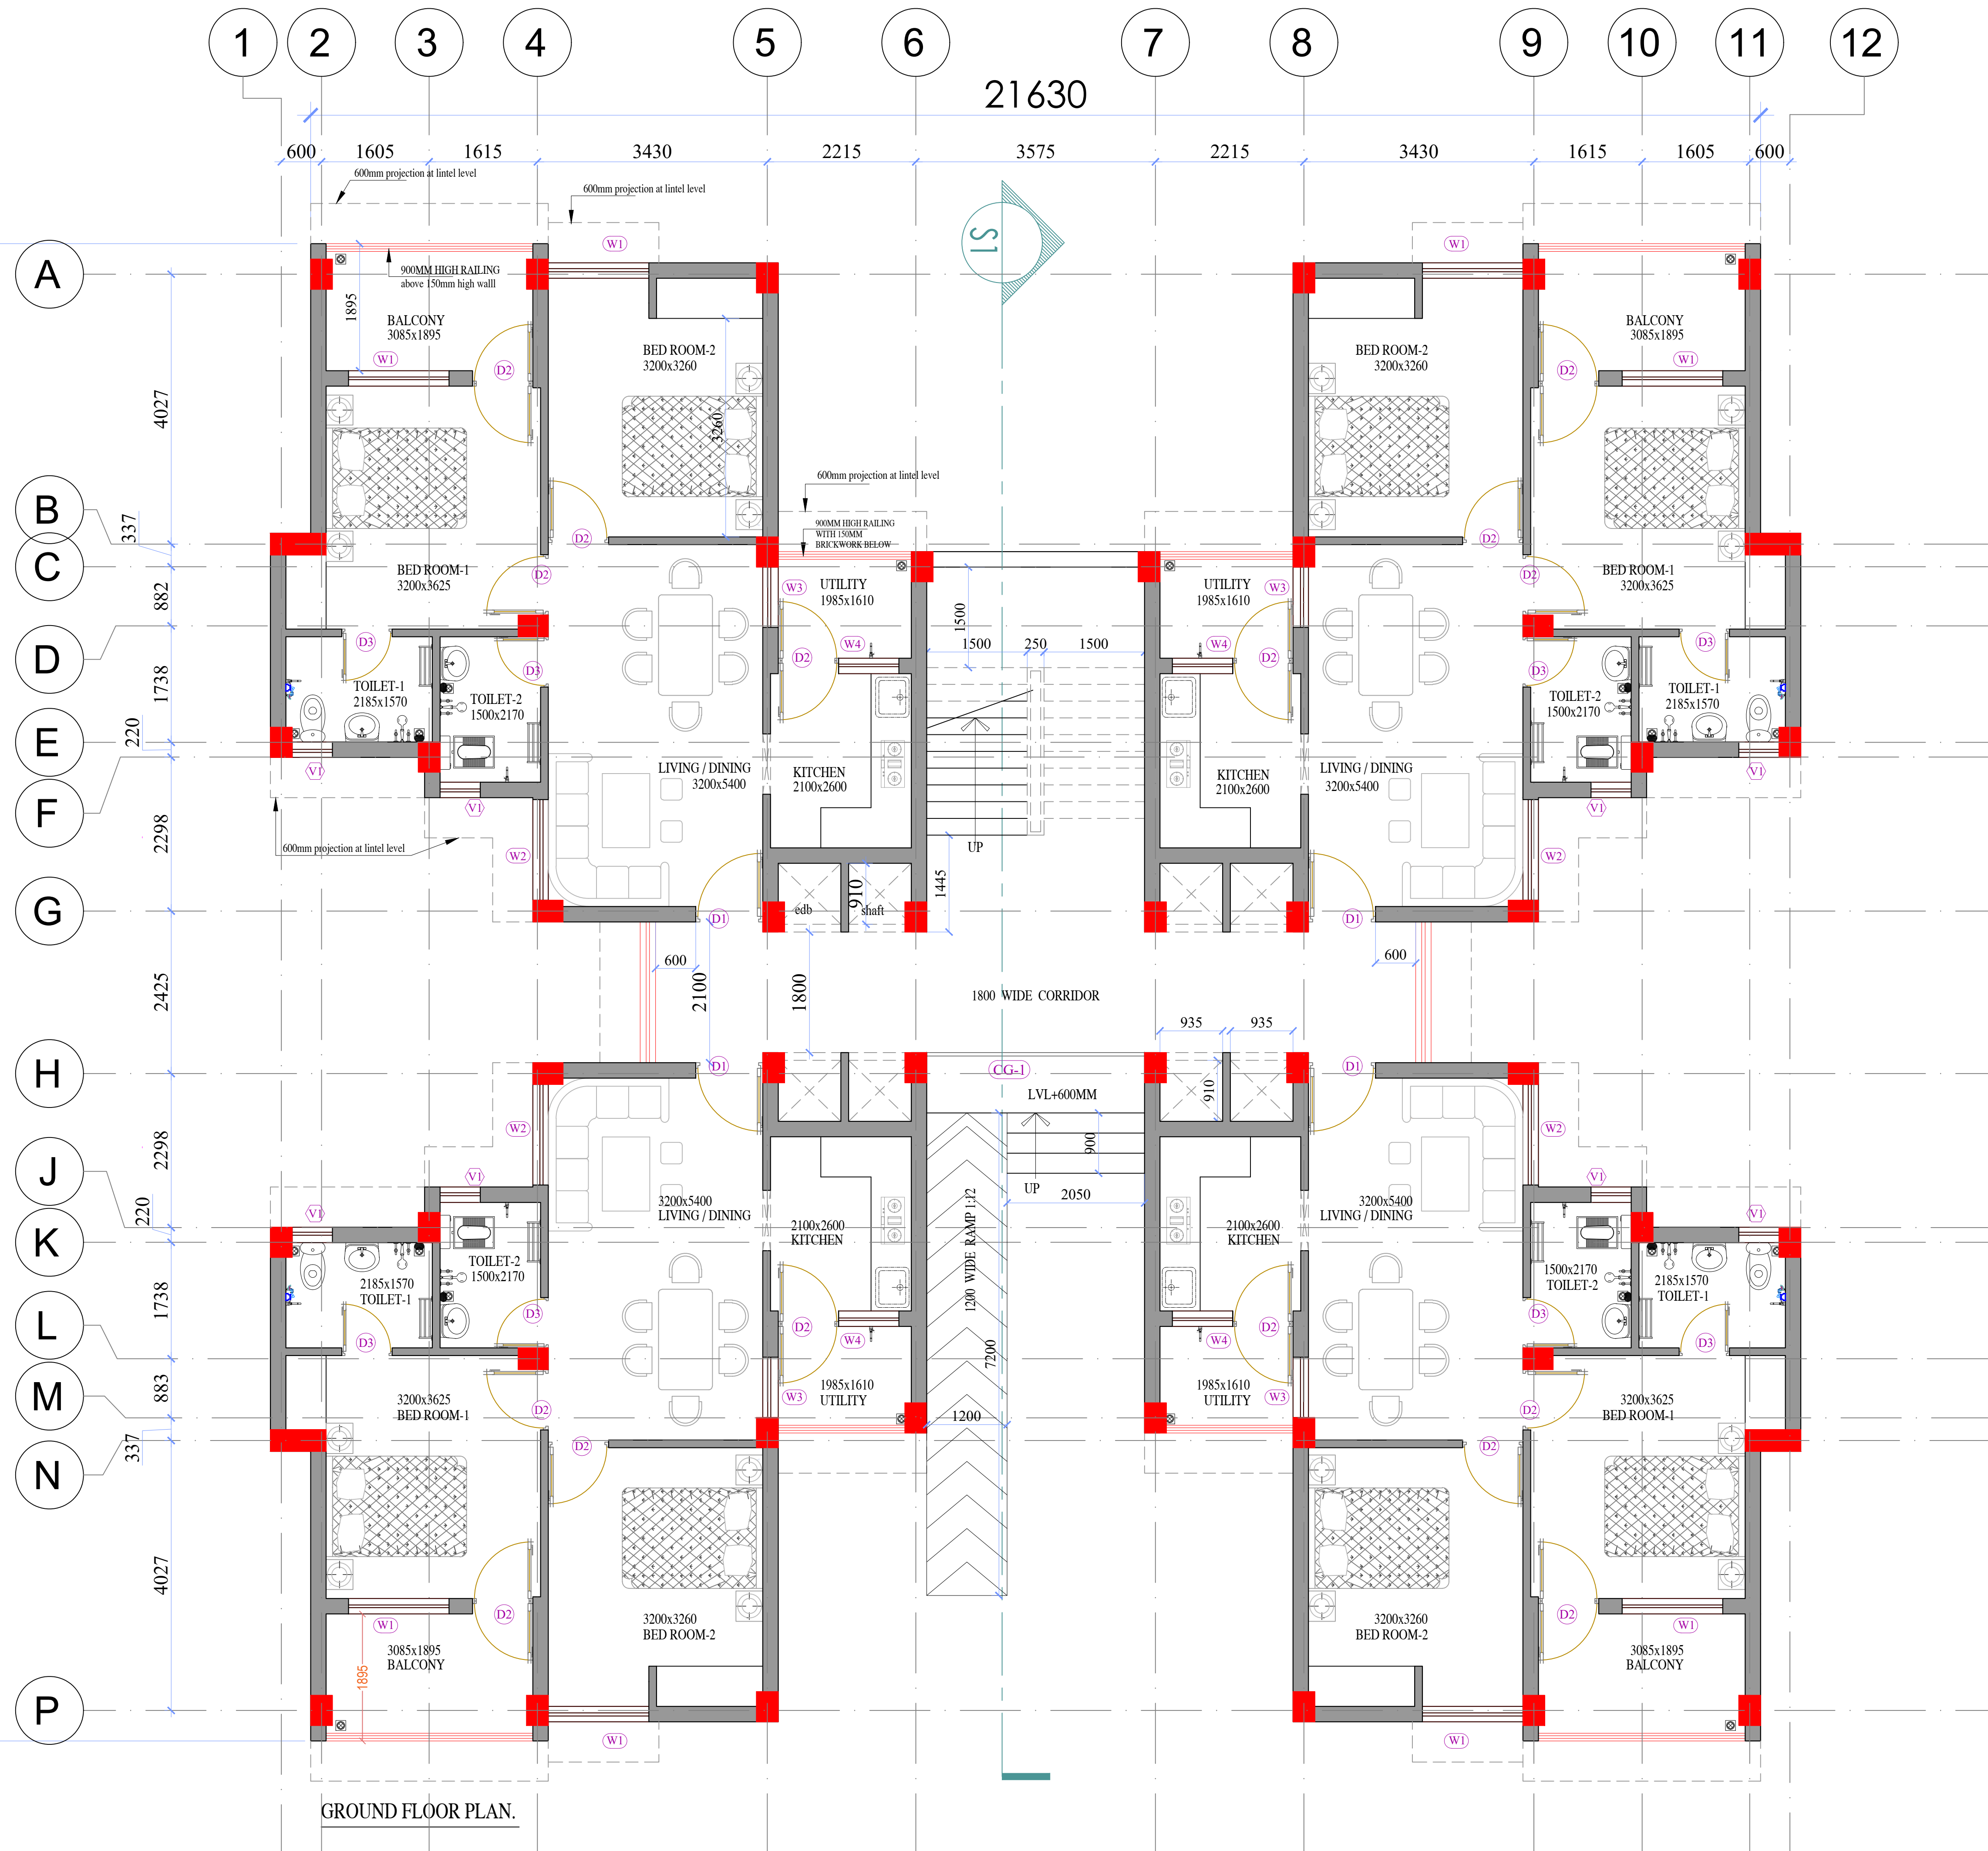 1 2 3 4 5 6 7 8 9 10 11 12
21630
600 1605 1615 3430 2215 3575 2215 3430 1615 1605 600
600mm projection at lintel level
600mm projection at lintel level
S1
W1 W1
A
900MM HIGH RAILING
above 150mm high walll
1895
BALCONY
3085x1895
W1
D2
BED ROOM-2
3200x3260
BED ROOM-2
3200x3260
BALCONY
3085x1895
W1
D2
4027
3260
600mm projection at lintel level
900MM HIGH RAILING
WITH 150MM
BRICKWORK BELOW
B
337
D2 D2
C
BED ROOM-1
3200x3625
D2
W3
UTILITY
1985x1610
UTILITY
1985x1610
W3
D2
BED ROOM-1
3200x3625
882
1500
1500 250 1500
D
D3 D3 D2 W4 W4 D2 D3 D3
1738
TOILET-1
2185x1570
TOILET-2
1500x2170
TOILET-2
1500x2170
TOILET-1
2185x1570
E
220
V1
LIVING / DINING
3200x5400
KITCHEN
2100x2600
KITCHEN
2100x2600
LIVING / DINING
3200x5400
V1
F
V1 V1
2298
600mm projection at lintel level
W2
UP
W2
910
1445
G
edb
shaft
D1 D1
2425
600
2100
1800
1800 WIDE CORRIDOR
600
935 935
H
D1
CG-1
D1
LVL+600MM
910
2298
W2
900
W2
J
V1
UP
2050
V1
1200 WIDE RAMP 1:12
220
V1
3200x5400
LIVING / DINING
2100x2600
KITCHEN
2100x2600
KITCHEN
3200x5400
LIVING / DINING
V1
K
1738
2185x1570
TOILET-1
TOILET-2
1500x2170
1500x2170
TOILET-2
2185x1570
TOILET-1
L
D3 D3 D2 W4 W4 D2 D3 D3
7200
M
883
3200x3625
BED ROOM-1
D2
W3
1985x1610
UTILITY
1985x1610
UTILITY
W3
D2
3200x3625
BED ROOM-1
1200
N
337
D2 D2
4027
W1
D2
3200x3260
BED ROOM-2
3200x3260
BED ROOM-2
D2
W1
3085x1895
BALCONY
3085x1895
BALCONY
1895
P
W1 W1
GROUND FLOOR PLAN.